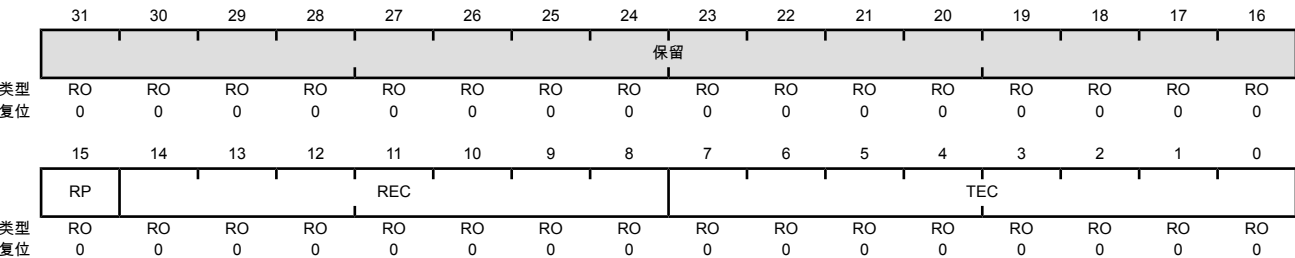 31 30 29 28 27 26 25 24 23 22 21 20 19 18 17 16
保留
类型 RO RO RO RO RO RO RO RO RO RO RO RO RO RO RO RO
复位 0 0 0 0 0 0 0 0 0 0 0 0 0 0 0 0
15 14 13 12 11 10 9 8 7 6 5 4 3 2 1 0
RP REC TEC
类型 RO RO RO RO RO RO RO RO RO RO RO RO RO RO RO RO
复位 0 0 0 0 0 0 0 0 0 0 0 0 0 0 0 0